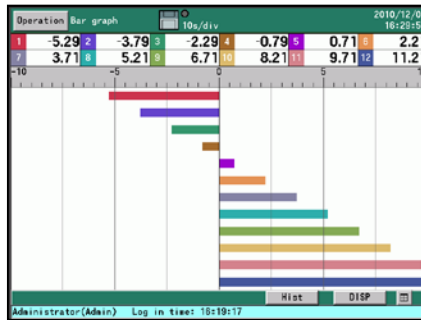 Operation Bar graph 10s/div 2010/12/0
16:29:5
1 -5.29 2 -3.79 3 -2.29 4 -0.79 5 0.71 6 2.2
7 3.71 8 5.21 9 6.71 10 8.21 11 9.71 12 11.2
-10 -5 0 5 1
Hist DISP
Administrator(Admin) Log in time: 16:19:17